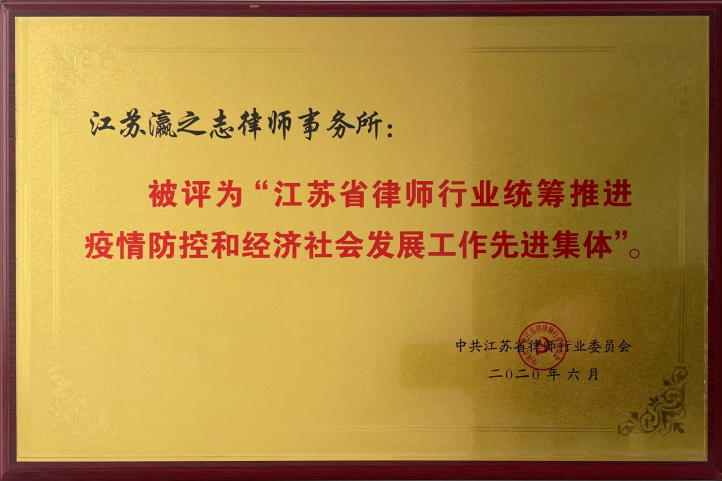 江苏瀛之志律师事务所：
被评为“江苏省律师行业统筹推进
疫情防控和经济社会发展工作先进集体”。
中共江苏省律师行业委员会
二〇二〇年六月